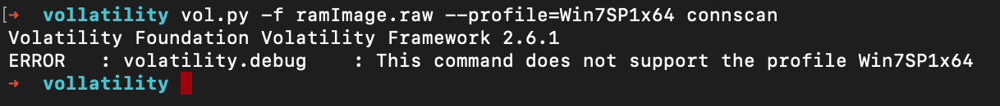 [→ vollatility vol.py -f ramImage.raw --profile=Win7SP1x64 connscan
Volatility Foundation Volatility Framework 2.6.1
ERROR   : volatility.debug    : This command does not support the profile Win7SP1x64
→ vollatility